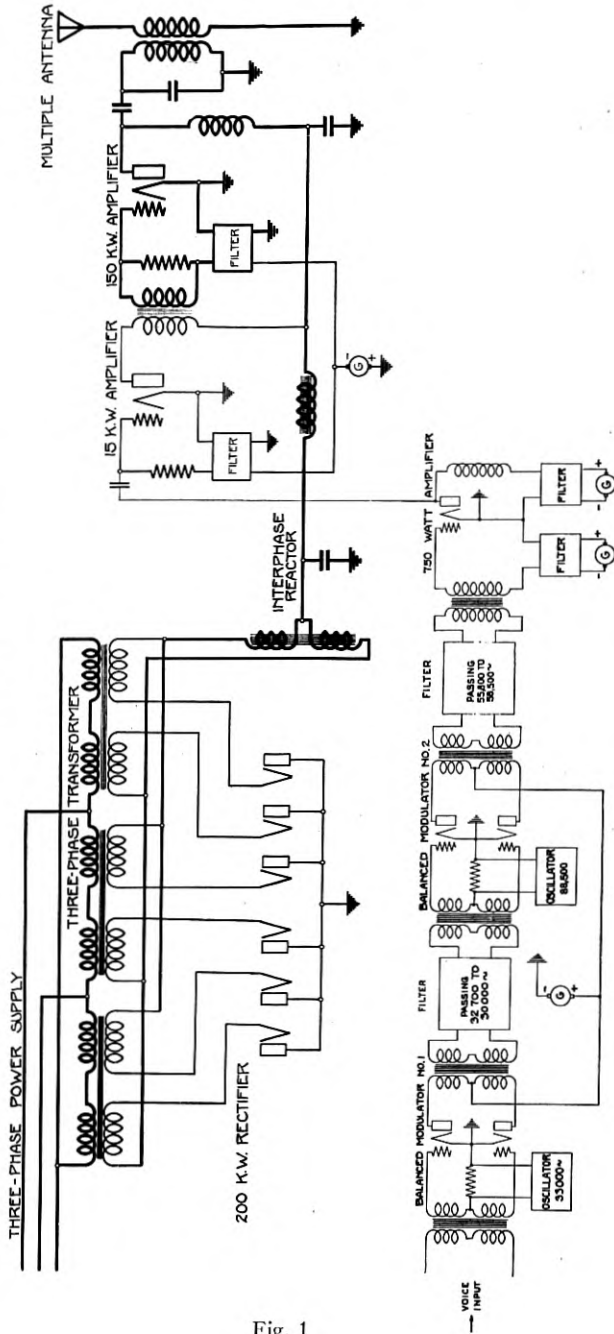 THREE-PHASE POWER SUPPLY
THREE-PHASE TRANSFORMER
200 K.W. RECTIFIER
INTERPHASE
REACTOR
15 K.W. AMPLIFIER
FILTER
150 K.W. AMPLIFIER
FILTER
- G +
MULTIPLE ANTENNA
VOICE
INPUT
BALANCED MODULATOR NO.1
OSCILLATOR
33000~
FILTER
PASSING
32 700 TO
30 000~
- G +
BALANCED MODULATOR NO.2
OSCILLATOR
88,500
FILTER
PASSING
55,800 TO
58,500~
750 WATT AMPLIFIER
FILTER
- G +
FILTER
- G +
Fig. 1